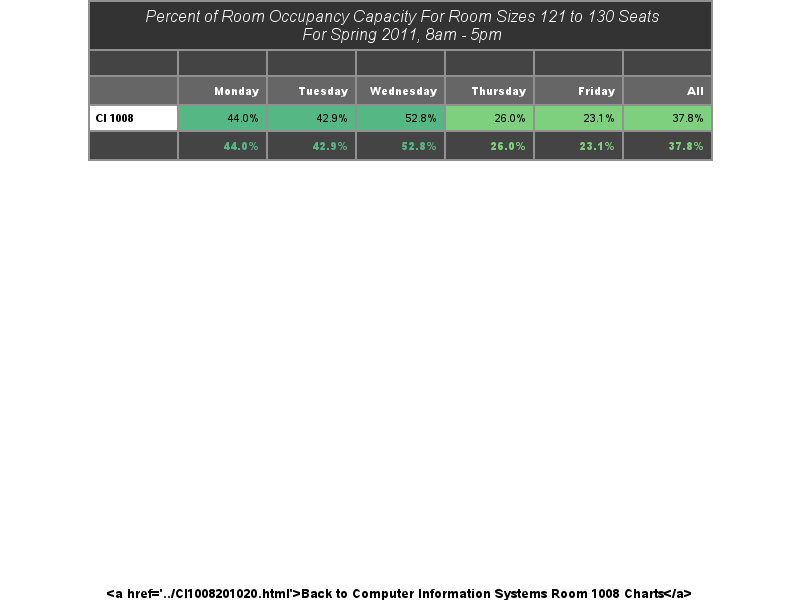 Percent of Room Occupancy Capacity For Room Sizes 121 to 130 Seats
For Spring 2011, 8am - 5pm
Monday Tuesday Wednesday Thursday Friday All
CI 1008 44.0% 42.9% 52.8% 26.0% 23.1% 37.8%
44.0% 42.9% 52.8% 26.0% 23.1% 37.8%
<a href='../CI1008201020.html'>Back to Computer Information Systems Room 1008 Charts</a>